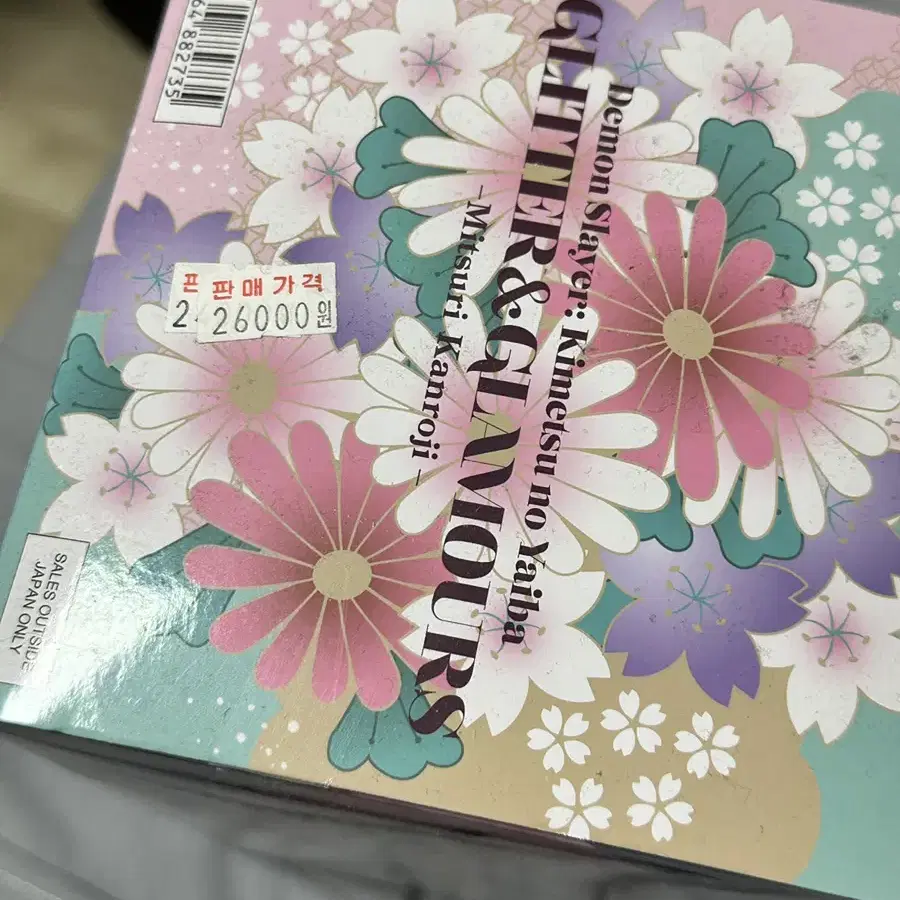 64 882735
Demon Slayer: Kimetsu no Yaiba
GLITTER&GLAMOURS
–Mitsuri Kanroji –
판매가격
26000원
SALES OUTSIDE
JAPAN ONLY